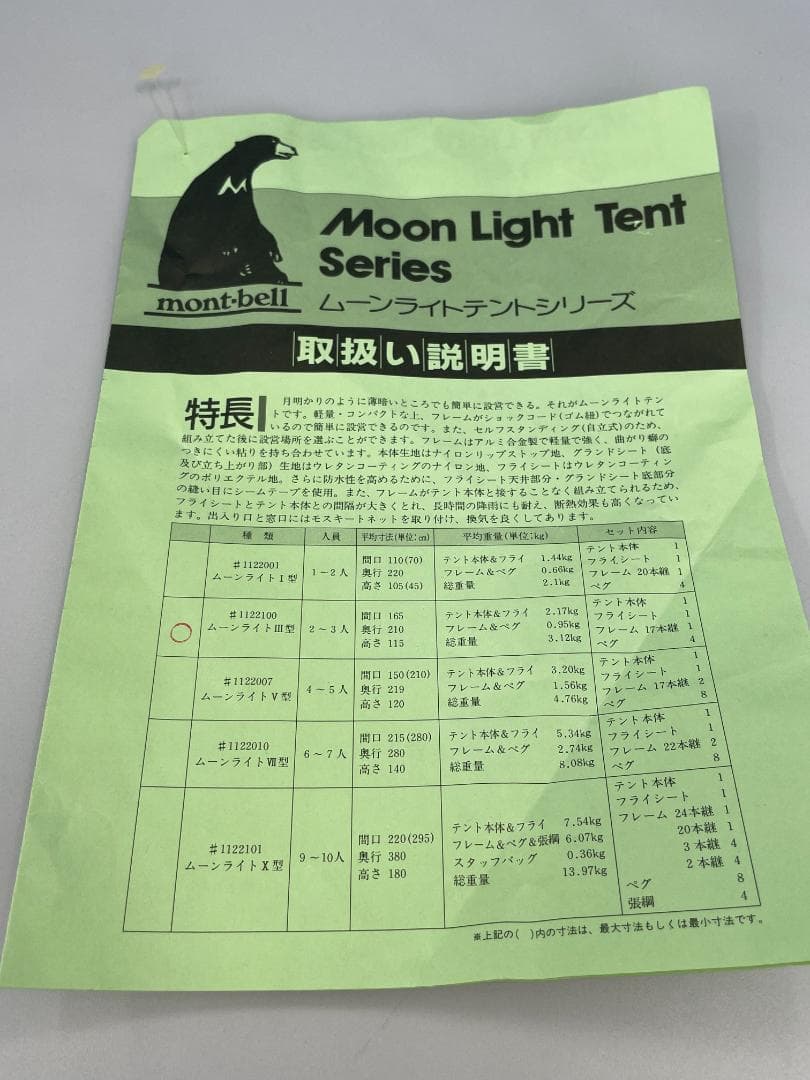 mont-bell
Moon Light Tent
Series
ムーンライトテントシリーズ
取扱い説明書
特長
月明かりのように薄暗いところでも簡単に設営できる。それがムーンライトテン
トです。軽量・コンパクトな上、フレームがショックコード(ゴム紐)でつながれて
いるので簡単に設営できるのです。また、セルフスタンディング(自立式)のため、
組み立てた後に設営場所を選ぶことができます。フレームはアルミ合金製で軽量で強く、曲がり癖の
つきにくい粘りを持ち合わせています。本体生地はナイロンリップストップ地、グランドシート(底
及び立ち上がり部)生地はウレタンコーティングのナイロン地、フライシートはウレタンコーティン
グのポリエクテル地。さらに防水性を高めるために、フライシート天井部分・グランドシート底部分
の縫い目にシームテープを使用。また、フレームがテント本体と接することなく組み立てられるため、
フライシートとテント本体との間隔が大きくとれ、長時間の降雨にも耐え、断熱効果も高くなってい
ます。出入り口と窓口にはモスキートネットを取り付け、換気を良くしてあります。
種類 人員 平均寸法(単位:cm) 平均重量(単位:kg) セット内容
#1122001
ムーンライトⅠ型
1~2人
間口 110(70)
奥行 220
高さ 105(45)
テント本体&フライ 1.44kg
フレーム&ペグ 0.66kg
総重量 2.1kg
テント本体 1
フライシート 1
フレーム 20本継 1
ペグ 4
#1122100
ムーンライトⅢ型
2~3人
間口 165
奥行 210
高さ 115
テント本体&フライ 2.17kg
フレーム&ペグ 0.95kg
総重量 3.12kg
テント本体 1
フライシート 1
フレーム 17本継 1
ペグ 4
#1122007
ムーンライトⅤ型
4~5人
間口 150(210)
奥行 219
高さ 120
テント本体&フライ 3.20kg
フレーム&ペグ 1.56kg
総重量 4.76kg
テント本体 1
フライシート 1
フレーム 17本継 2
ペグ 8
#1122010
ムーンライトⅦ型
6~7人
間口 215(280)
奥行 280
高さ 140
テント本体&フライ 5.34kg
フレーム&ペグ 2.74kg
総重量 8.08kg
テント本体 1
フライシート 1
フレーム 22本継 2
ペグ 8
#1122101
ムーンライトⅩ型
9~10人
間口 220(295)
奥行 380
高さ 180
テント本体&フライ 7.54kg
フレーム&ペグ&張綱 6.07kg
スタッフバッグ 0.36kg
総重量 13.97kg
テント本体 1
フライシート 1
フレーム 24本継 1
20本継 1
3本継 4
2本継 4
ペグ 8
張綱 4
※上記の( )内の寸法は、最大寸法もしくは最小寸法です。